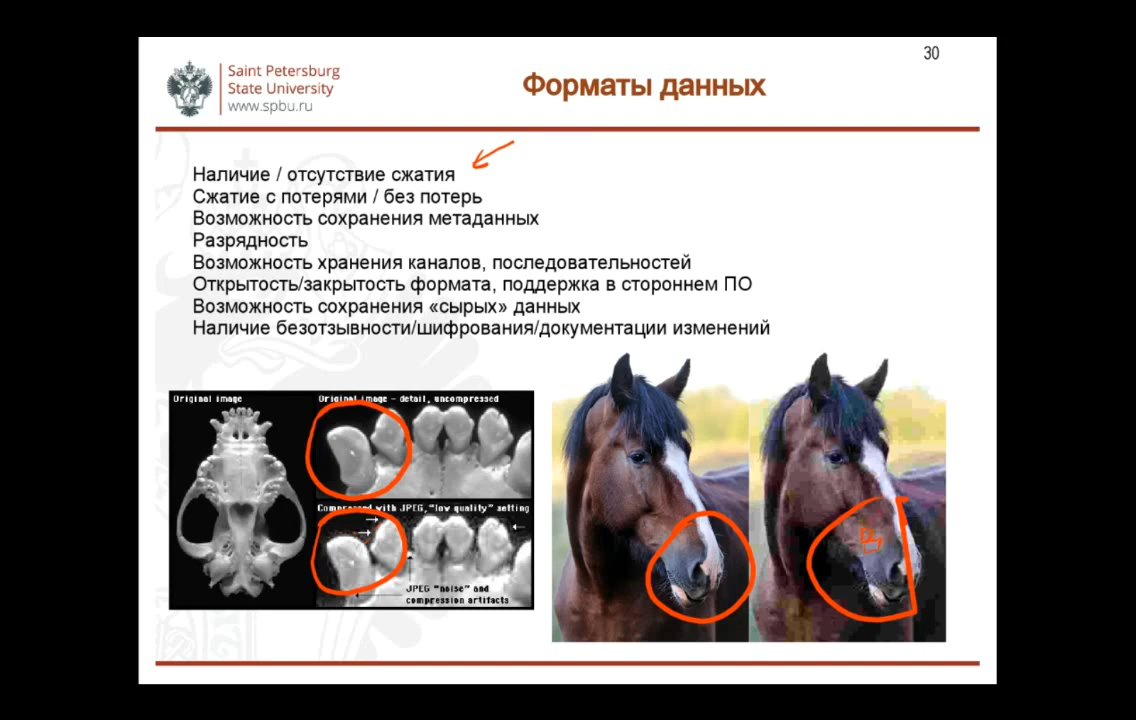 30
Saint Petersburg
State University
www.spbu.ru
Форматы данных
Наличие / отсутствие сжатия
Сжатие с потерями / без потерь
Возможность сохранения метаданных
Разрядность
Возможность хранения каналов, последовательностей
Открытость/закрытость формата, поддержка в стороннем ПО
Возможность сохранения «сырых» данных
Наличие безотзывности/шифрования/документации изменений
Original image
Original image - detail, uncompressed
Compressed with JPEG, "low quality" setting
JPEG "noise" and
compression artifacts